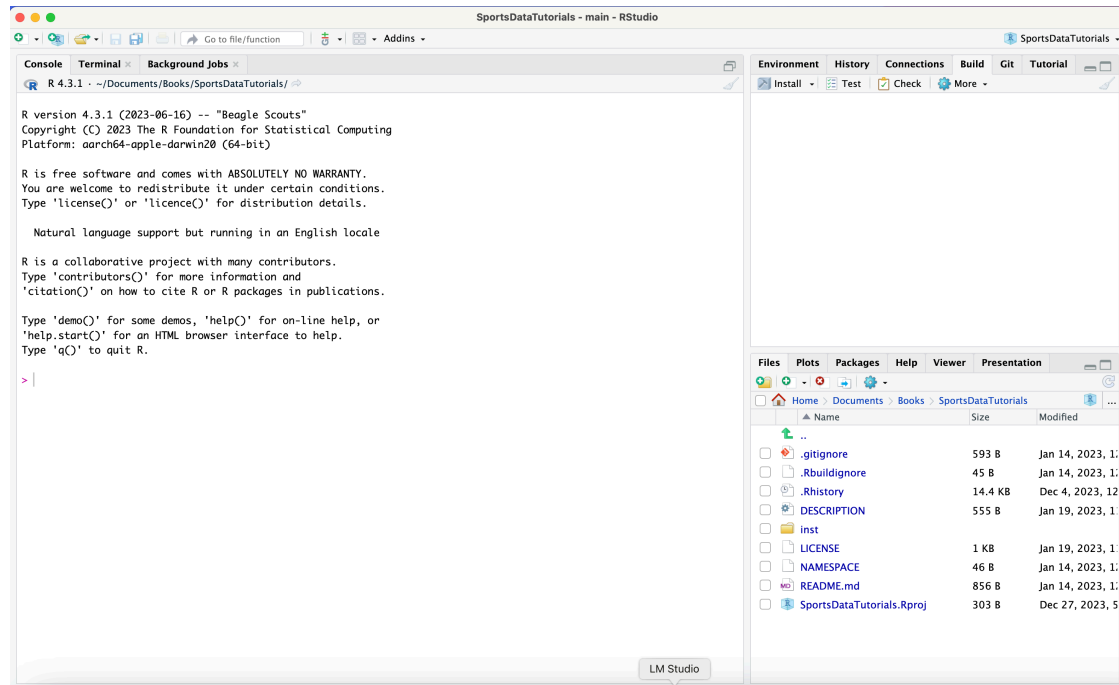 SportsDataTutorials - main - RStudio
Go to file/function Addins SportsDataTutorials
Console Terminal Background Jobs
R 4.3.1 · ~/Documents/Books/SportsDataTutorials/
R version 4.3.1 (2023-06-16) -- "Beagle Scouts"
Copyright (C) 2023 The R Foundation for Statistical Computing
Platform: aarch64-apple-darwin20 (64-bit)
R is free software and comes with ABSOLUTELY NO WARRANTY.
You are welcome to redistribute it under certain conditions.
Type 'license()' or 'licence()' for distribution details.
Natural language support but running in an English locale
R is a collaborative project with many contributors.
Type 'contributors()' for more information and
'citation()' on how to cite R or R packages in publications.
Type 'demo()' for some demos, 'help()' for on-line help, or
'help.start()' for an HTML browser interface to help.
Type 'q()' to quit R.
>
Environment History Connections Build Git Tutorial
Install Test Check More
Files Plots Packages Help Viewer Presentation
Home > Documents > Books > SportsDataTutorials ...
Name Size Modified
..
.gitignore 593 B Jan 14, 2023, 1
.Rbuildignore 45 B Jan 14, 2023, 1
.Rhistory 14.4 KB Dec 4, 2023, 12
DESCRIPTION 555 B Jan 19, 2023, 1
inst
LICENSE 1 KB Jan 19, 2023, 1
NAMESPACE 46 B Jan 14, 2023, 1
README.md 856 B Jan 14, 2023, 1
SportsDataTutorials.Rproj 303 B Dec 27, 2023, 5
LM Studio